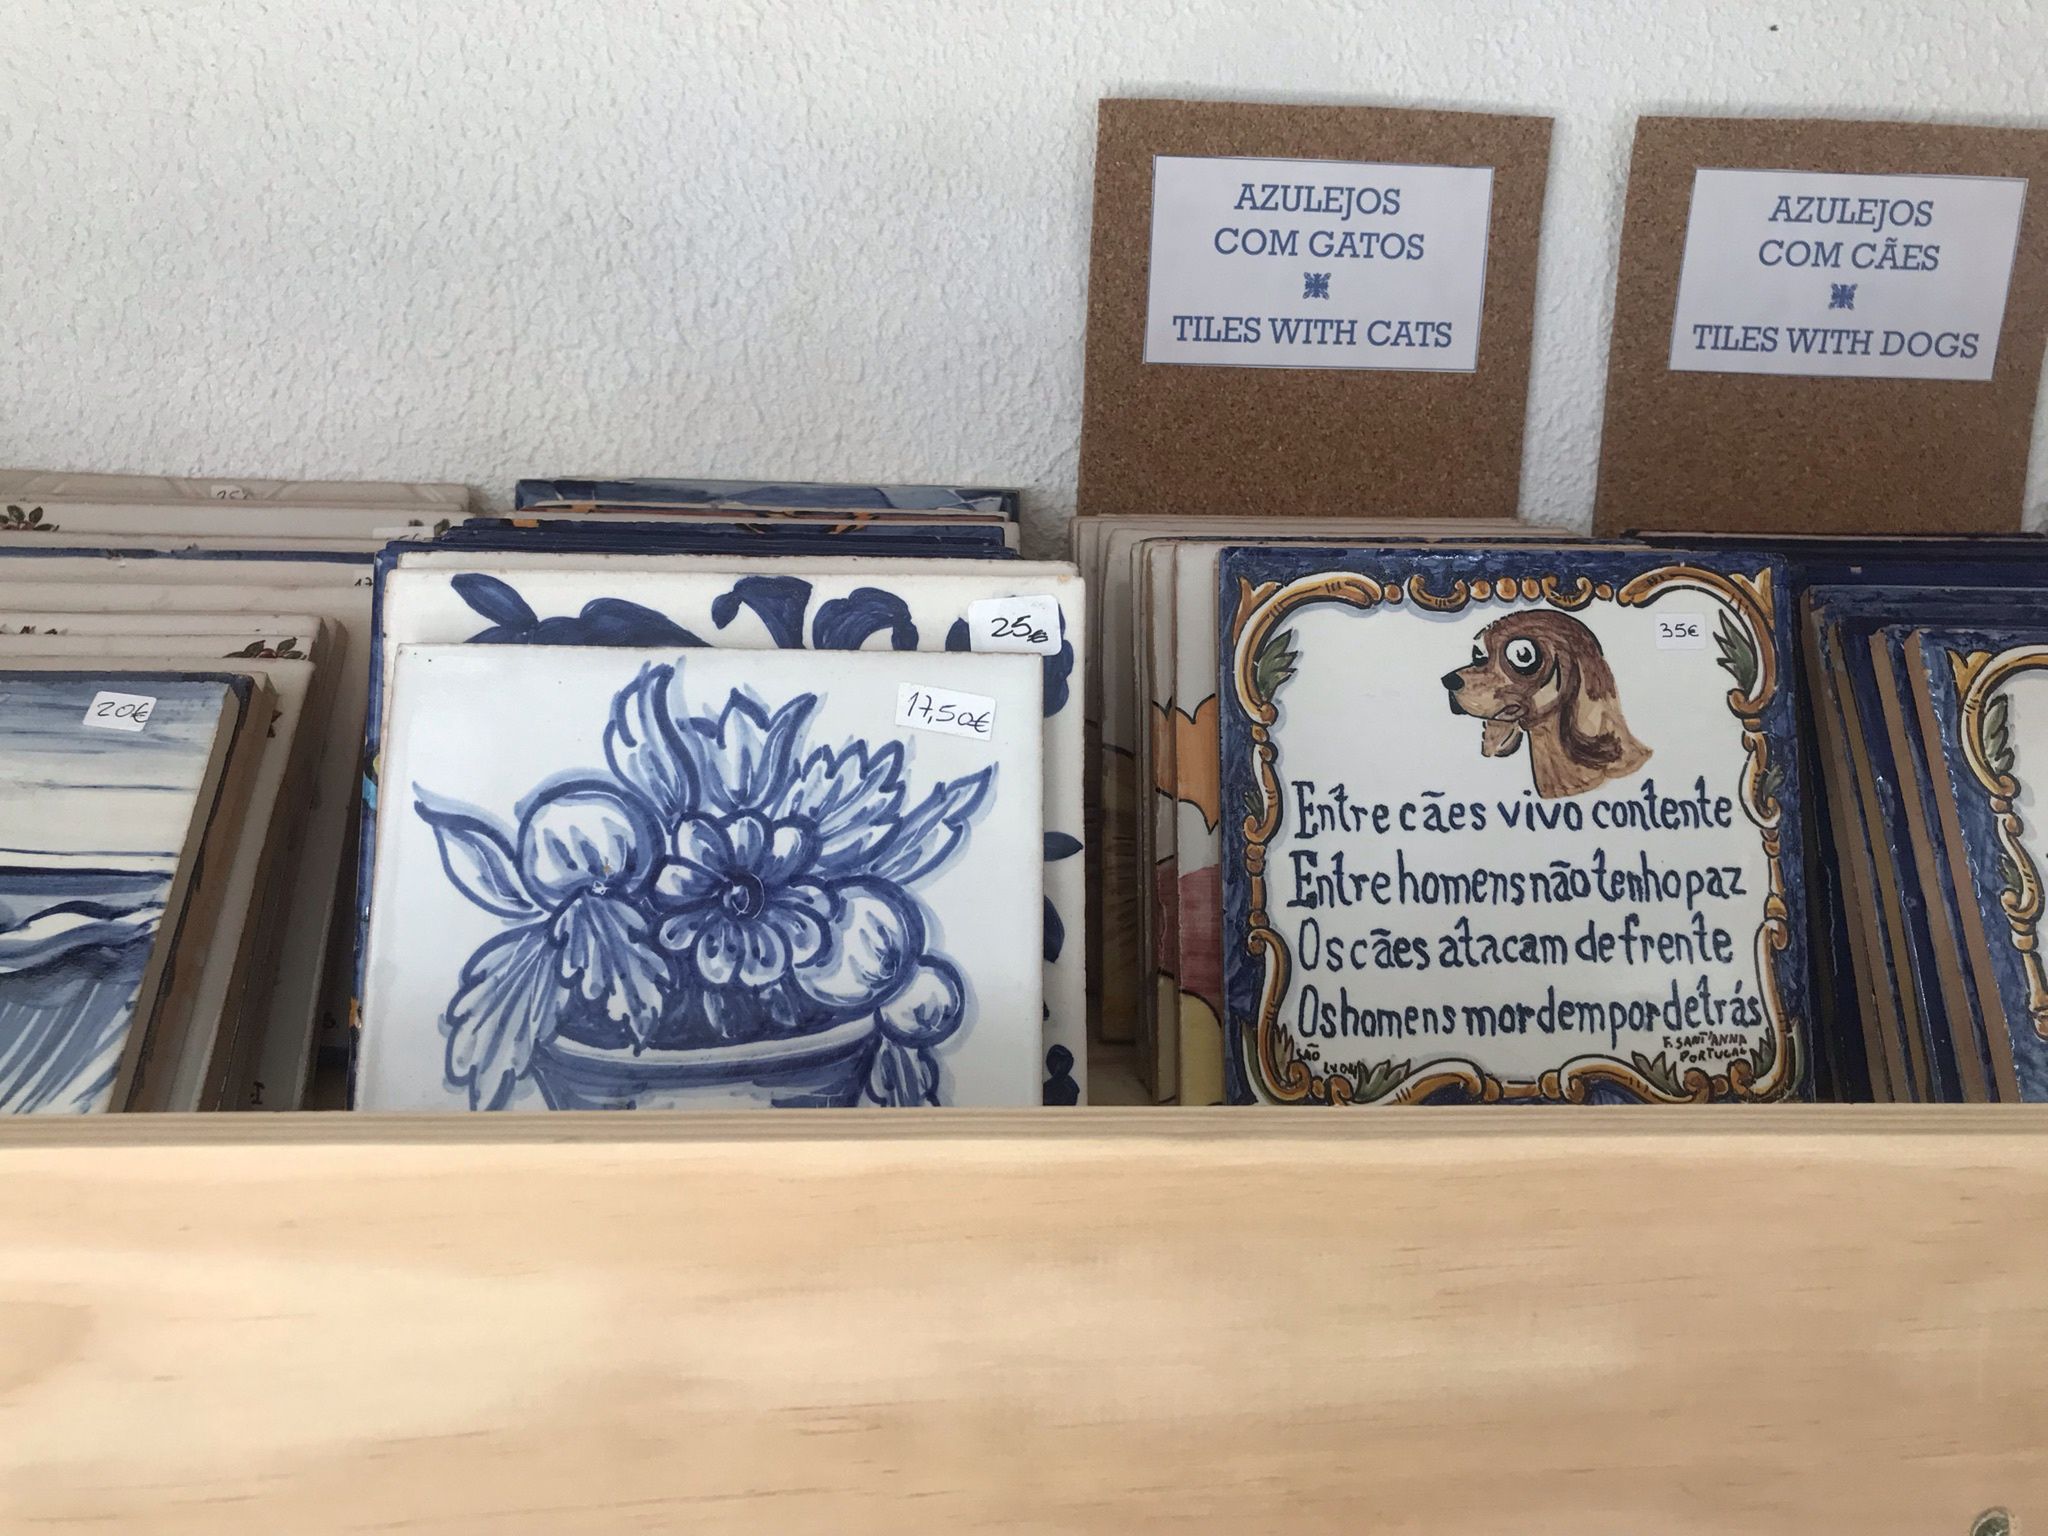 AZULEJOS
COM GATOS
TILES WITH CATS
AZULEJOS
COM CÃES
TILES WITH DOGS
20€
25€
17,50€
35€
Entre cães vivo contente
Entre homens não tenho paz
Os cães atacam de frente
Os homens mordem por detrás
SÃO
F. SANT'ANNA
PORTUGAL